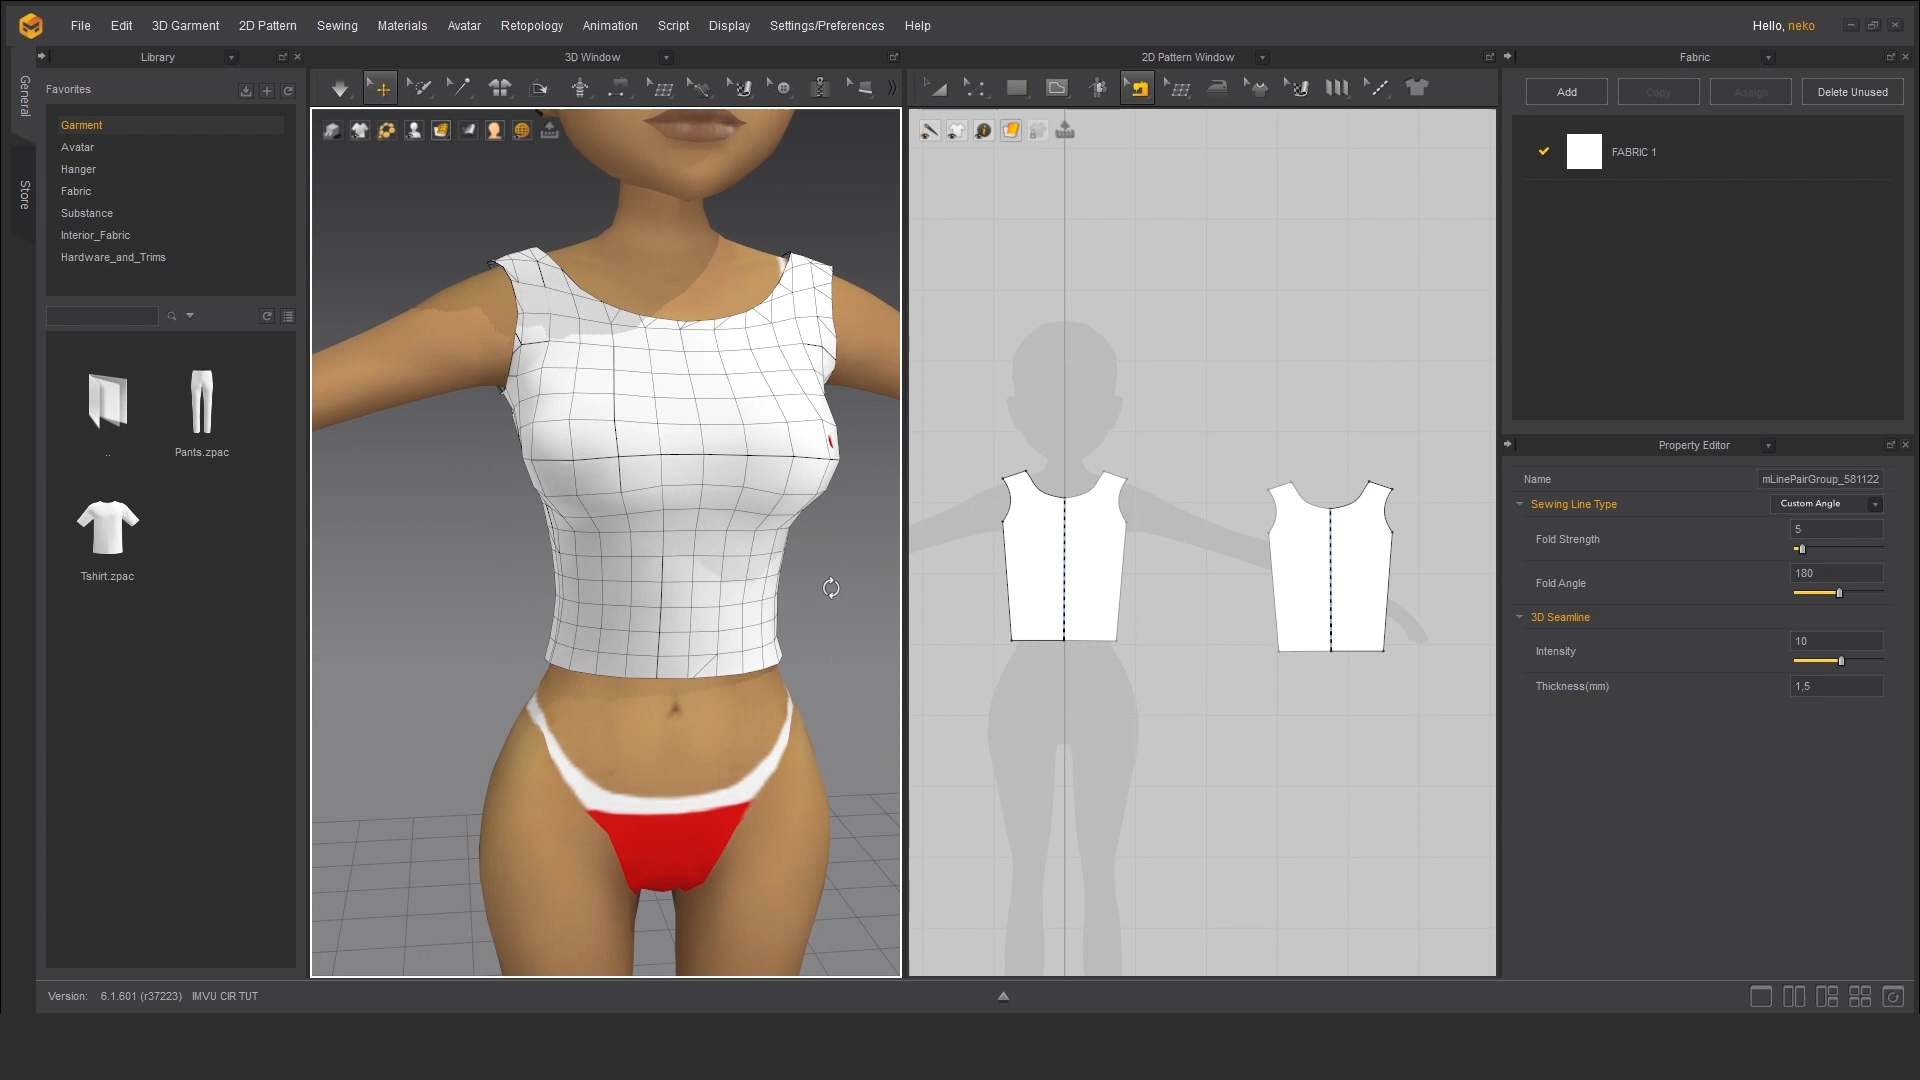 File Edit 3D Garment 2D Pattern Sewing Materials Avatar Retopology Animation Script Display Settings/Preferences Help
Hello, neko
Library
3D Window
2D Pattern Window
Fabric
General
Store
Favorites
Garment
Avatar
Hanger
Fabric
Substance
Interior_Fabric
Hardware_and_Trims
..
Pants.zpac
Tshirt.zpac
Add Copy Assign Delete Unused
FABRIC 1
Property Editor
Name mLinePairGroup_581122
Sewing Line Type Custom Angle
Fold Strength 5
Fold Angle 180
3D Seamline
Intensity 10
Thickness(mm) 1,5
Version: 6.1.601 (r37223) IMVU CIR TUT